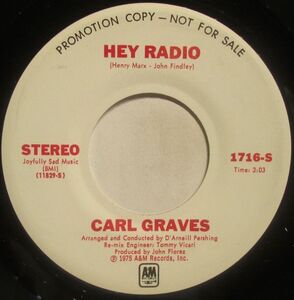 PROMOTION COPY—NOT FOR SALE
HEY RADIO
(Henry Marx - John Findley)
STEREO
Joyfully Sad Music
(BMI)
(11829-S)
1716-S
Time: 3:03
CARL GRAVES
Arranged and Conducted by D'Arneill Pershing
Re-mix Engineer: Tommy Vicari
Produced by John Florez
℗ 1975 A&M Records, Inc.
A&M